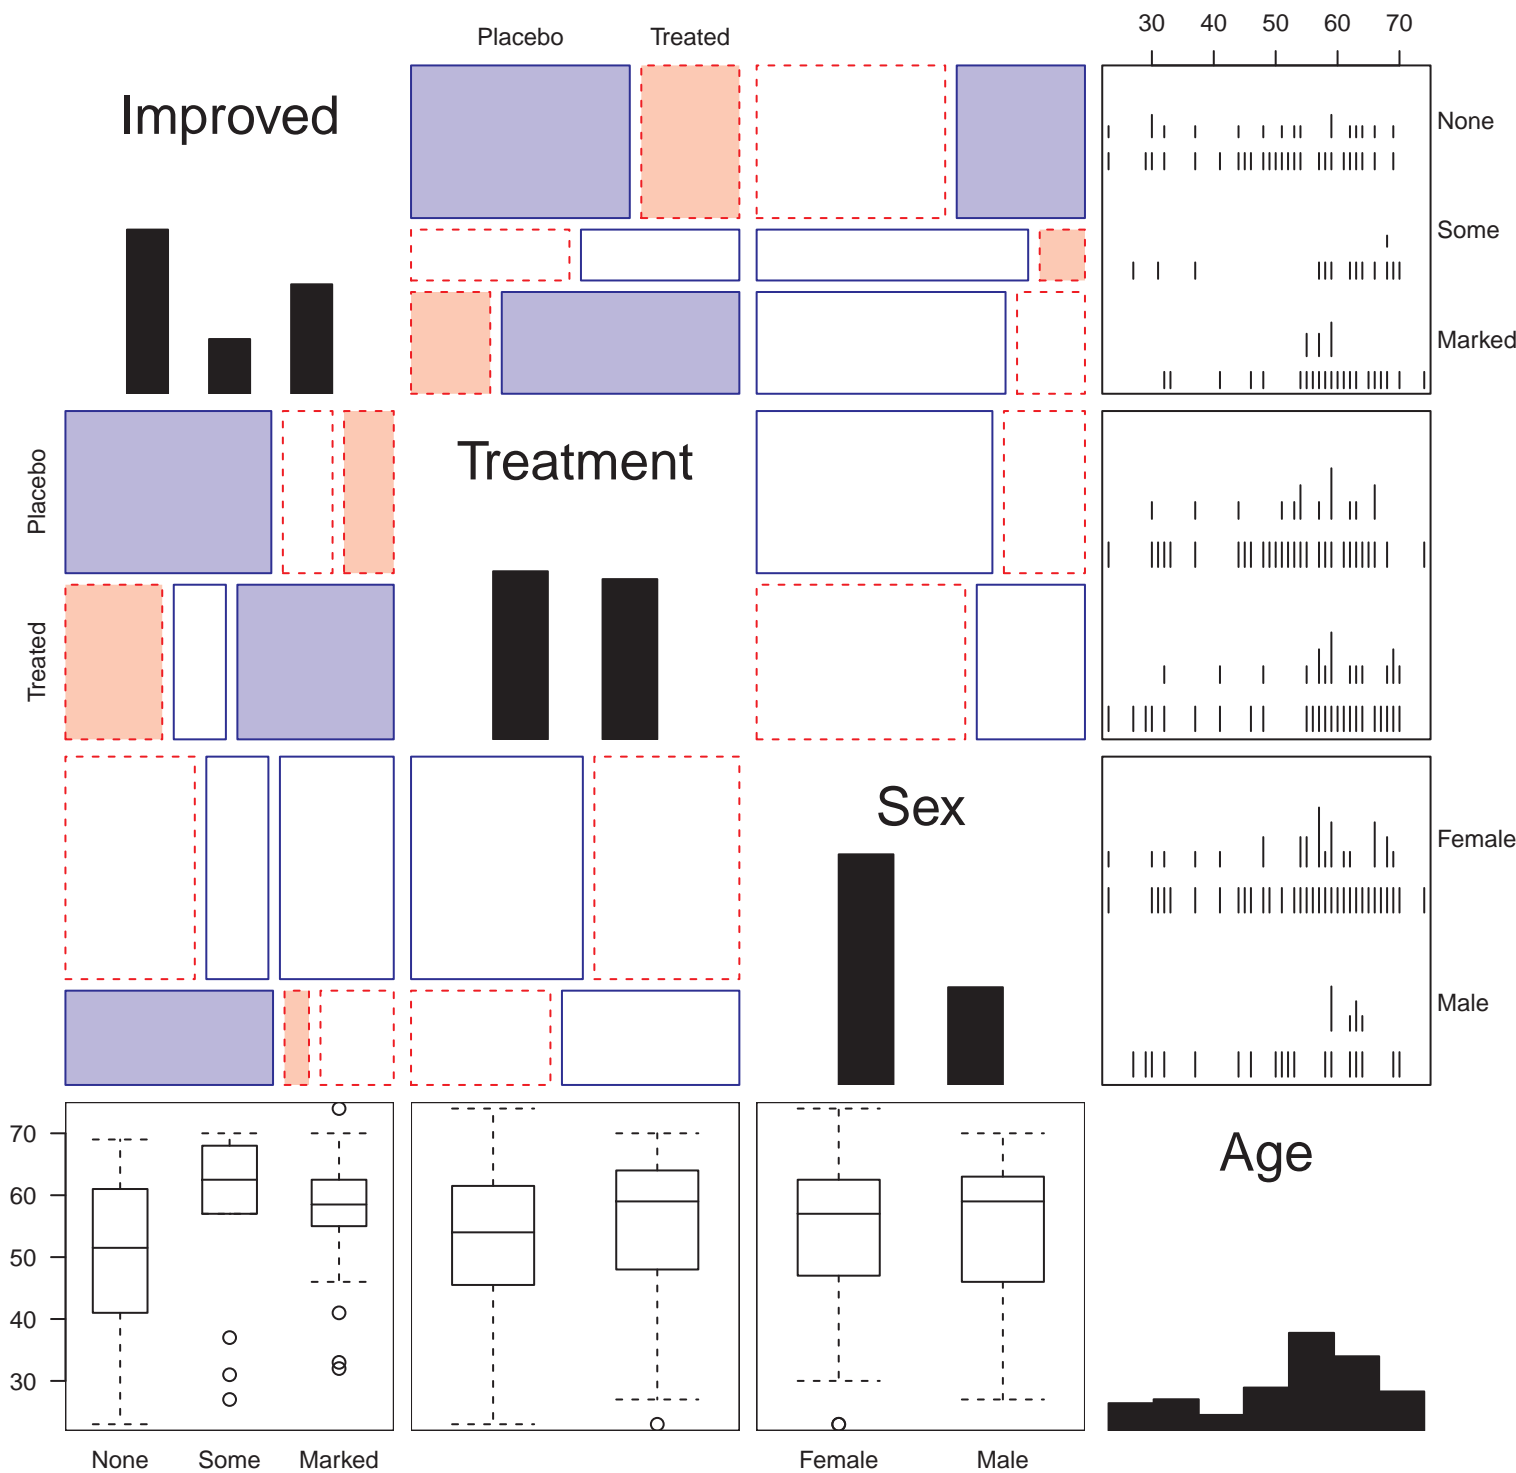 30 40 50 60 70
Placebo Treated
Improved
None
Some
Marked
Placebo
Treatment
Treated
Sex
Female
Male
70
60
50
40
30
Age
None Some Marked
Female Male